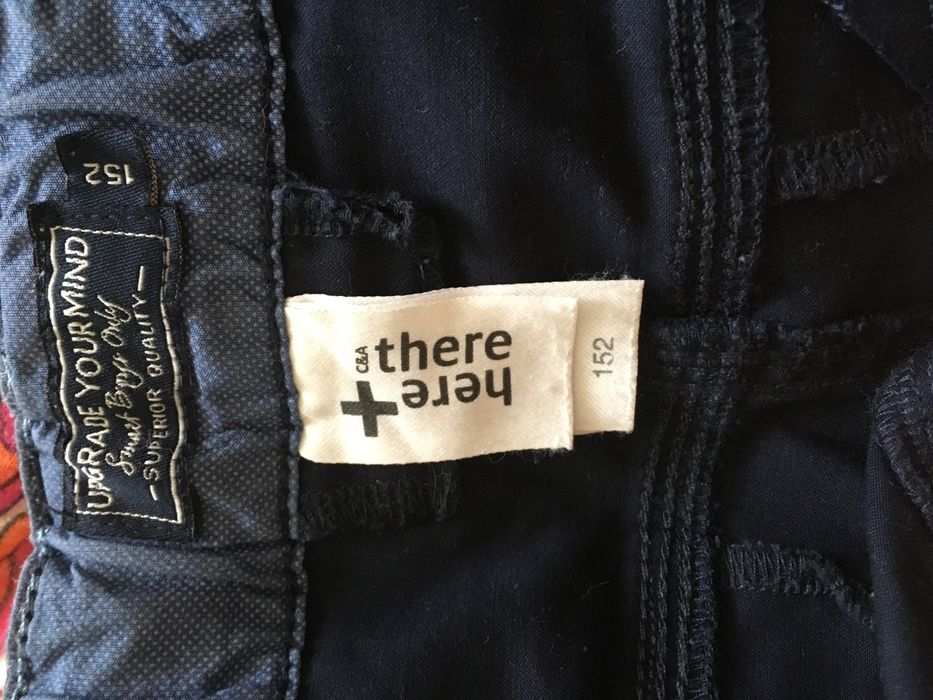 152
UpGRADE YOUR MIND
Smart Boys Only
–SUPERIOR QUALITY–
C&A
there
+here
152